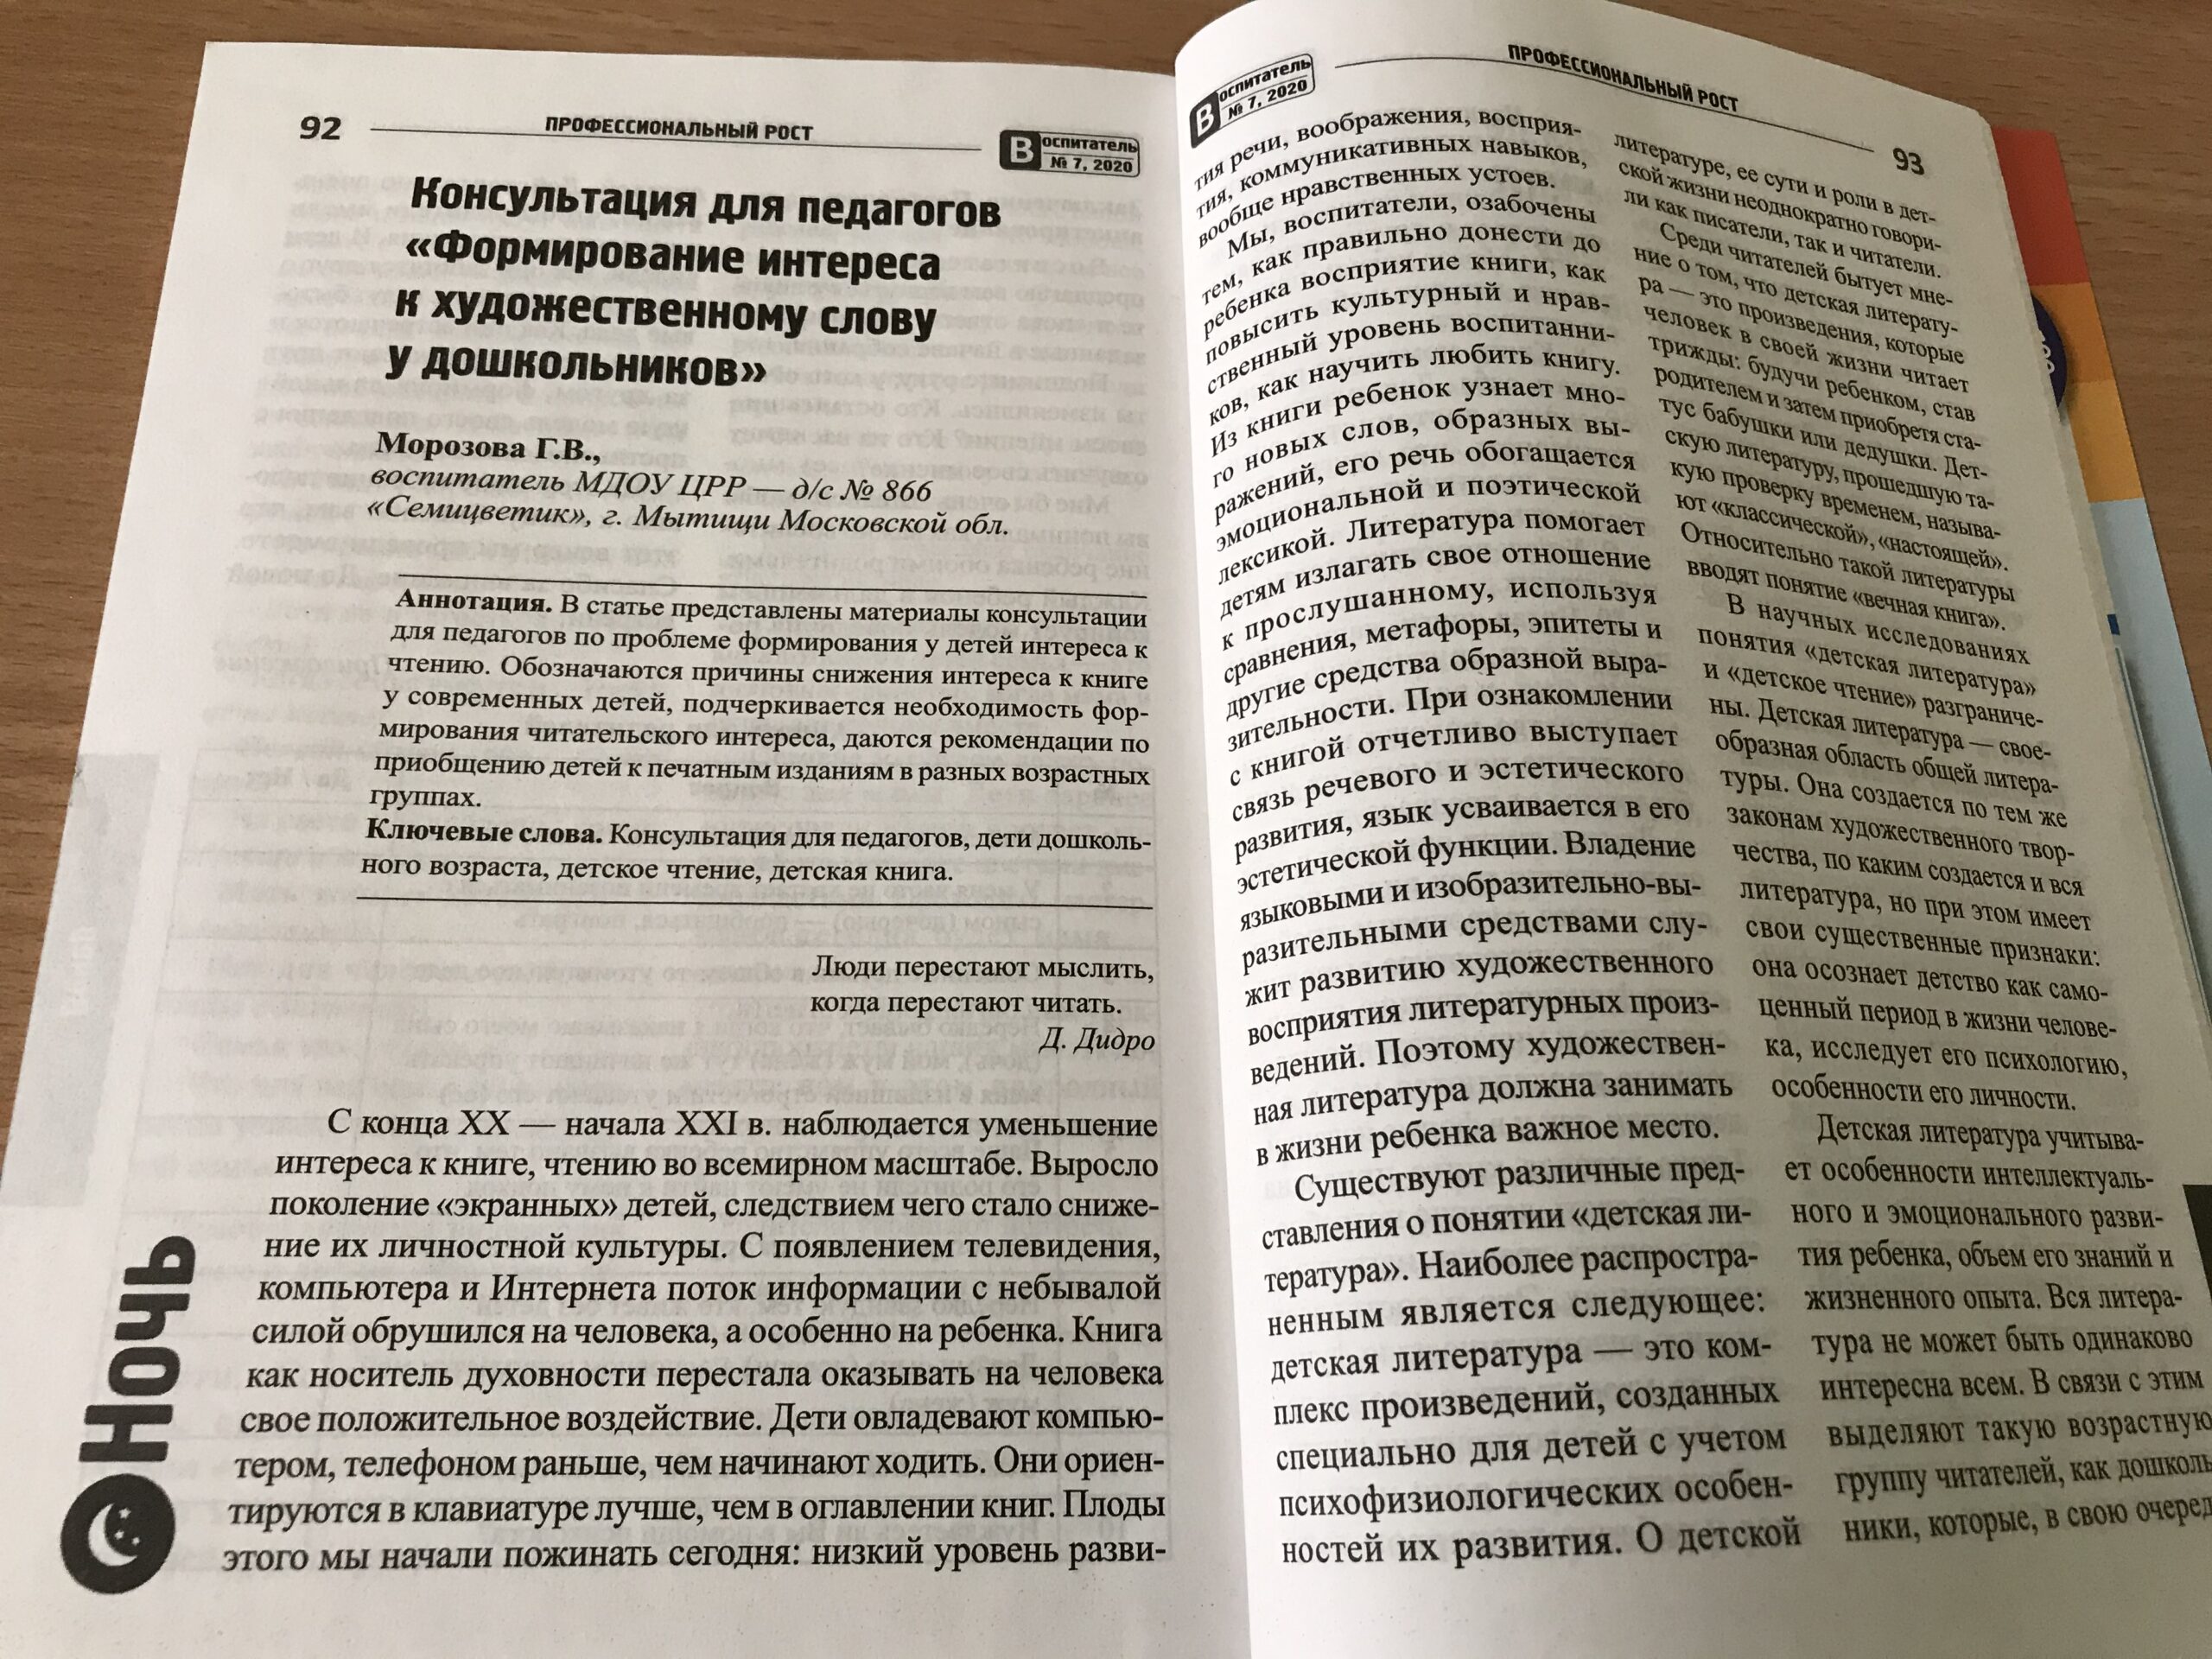 92
ПРОФЕССИОНАЛЬНЫЙ РОСТ
Воспитатель
№ 7, 2020
Консультация для педагогов
«Формирование интереса
к художественному слову
у дошкольников»
Морозова Г.В.,
воспитатель МДОУ ЦРР — д/с № 866
«Семицветик», г. Мытищи Московской обл.
Аннотация. В статье представлены материалы консультации
для педагогов по проблеме формирования у детей интереса к
чтению. Обозначаются причины снижения интереса к книге
у современных детей, подчеркивается необходимость фор-
мирования читательского интереса, даются рекомендации по
приобщению детей к печатным изданиям в разных возрастных
группах.
Ключевые слова. Консультация для педагогов, дети дошколь-
ного возраста, детское чтение, детская книга.
Люди перестают мыслить,
когда перестают читать.
Д. Дидро
С конца XX — начала XXI в. наблюдается уменьшение
интереса к книге, чтению во всемирном масштабе. Выросло
поколение «экранных» детей, следствием чего стало сниже-
ние их личностной культуры. С появлением телевидения,
компьютера и Интернета поток информации с небывалой
силой обрушился на человека, а особенно на ребенка. Книга
как носитель духовности перестала оказывать на человека
свое положительное воздействие. Дети овладевают компью-
тером, телефоном раньше, чем начинают ходить. Они ориен-
тируются в клавиатуре лучше, чем в оглавлении книг. Плоды
этого мы начали пожинать сегодня: низкий уровень разви-
Ночь
Воспитатель
№ 7, 2020
ПРОФЕССИОНАЛЬНЫЙ РОСТ
93
тия речи, воображения, восприя-
тия, коммуникативных навыков,
вообще нравственных устоев.
Мы, воспитатели, озабочены
тем, как правильно донести до
ребенка восприятие книги, как
повысить культурный и нрав-
ственный уровень воспитанни-
ков, как научить любить книгу.
Из книги ребенок узнает мно-
го новых слов, образных вы-
ражений, его речь обогащается
эмоциональной и поэтической
лексикой. Литература помогает
детям излагать свое отношение
к прослушанному, используя
сравнения, метафоры, эпитеты и
другие средства образной выра-
зительности. При ознакомлении
с книгой отчетливо выступает
связь речевого и эстетического
развития, язык усваивается в его
эстетической функции. Владение
языковыми и изобразительно-вы-
разительными средствами слу-
жит развитию художественного
восприятия литературных произ-
ведений. Поэтому художествен-
ная литература должна занимать
в жизни ребенка важное место.
Существуют различные пред-
ставления о понятии «детская ли-
тература». Наиболее распростра-
ненным является следующее:
детская литература — это ком-
плекс произведений, созданных
специально для детей с учетом
психофизиологических особен-
ностей их развития. О детской
литературе, ее сути и роли в дет-
ской жизни неоднократно говори-
ли как писатели, так и читатели.
Среди читателей бытует мне-
ние о том, что детская литерату-
ра — это произведения, которые
человек в своей жизни читает
трижды: будучи ребенком, став
родителем и затем приобретя ста-
тус бабушки или дедушки. Дет-
скую литературу, прошедшую та-
кую проверку временем, называ-
ют «классической», «настоящей».
Относительно такой литературы
вводят понятие «вечная книга».
В научных исследованиях
понятия «детская литература»
и «детское чтение» разграниче-
ны. Детская литература — свое-
образная область общей литера-
туры. Она создается по тем же
законам художественного твор-
чества, по каким создается и вся
литература, но при этом имеет
свои существенные признаки:
она осознает детство как само-
ценный период в жизни челове-
ка, исследует его психологию,
особенности его личности.
Детская литература учитыва-
ет особенности интеллектуаль-
ного и эмоционального разви-
тия ребенка, объем его знаний и
жизненного опыта. Вся литера-
тура не может быть одинаково
интересна всем. В связи с этим
выделяют такую возрастную
группу читателей, как дошколь
ники, которые, в свою очеред